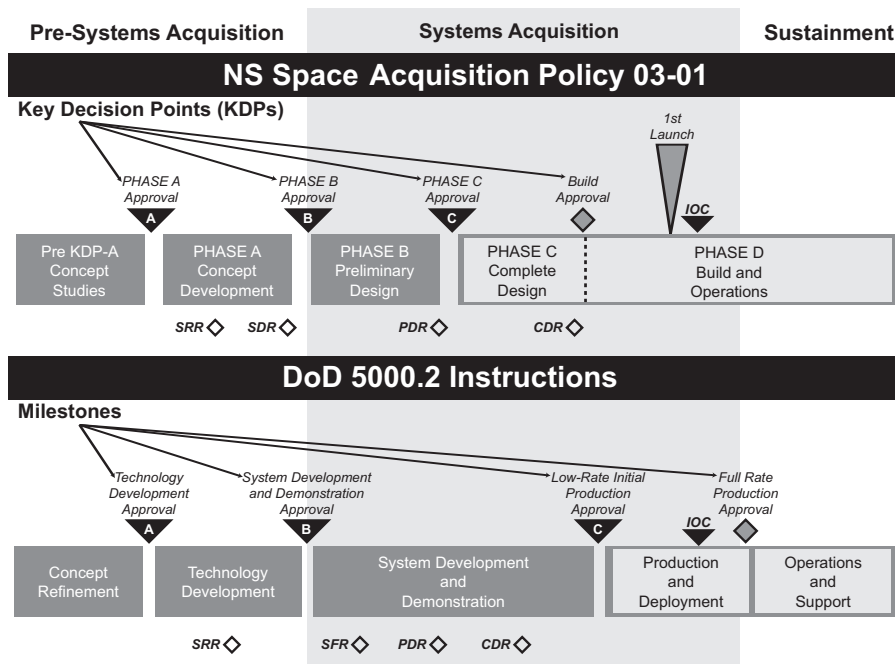 Pre-Systems Acquisition
Systems Acquisition
Sustainment
NS Space Acquisition Policy 03-01
Key Decision Points (KDPs)
1st
Launch
PHASE A
Approval
PHASE B
Approval
PHASE C
Approval
Build
Approval
IOC
A
B
C
Pre KDP-A
Concept
Studies
PHASE A
Concept
Development
PHASE B
Preliminary
Design
PHASE C
Complete
Design
PHASE D
Build and
Operations
SRR
SDR
PDR
CDR
DoD 5000.2 Instructions
Milestones
Technology
Development
Approval
System Development
and Demonstration
Approval
Low-Rate Initial
Production
Approval
Full Rate
Production
Approval
IOC
A
B
C
Concept
Refinement
Technology
Development
System Development
and
Demonstration
Production
and
Deployment
Operations
and
Support
SRR
SFR
PDR
CDR